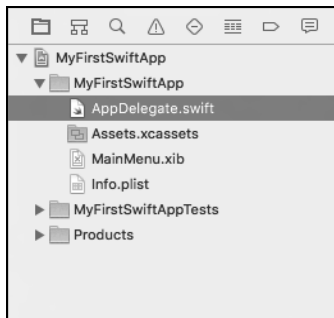 MyFirstSwiftApp
MyFirstSwiftApp
AppDelegate.swift
Assets.xcassets
MainMenu.xib
Info.plist
MyFirstSwiftAppTests
Products